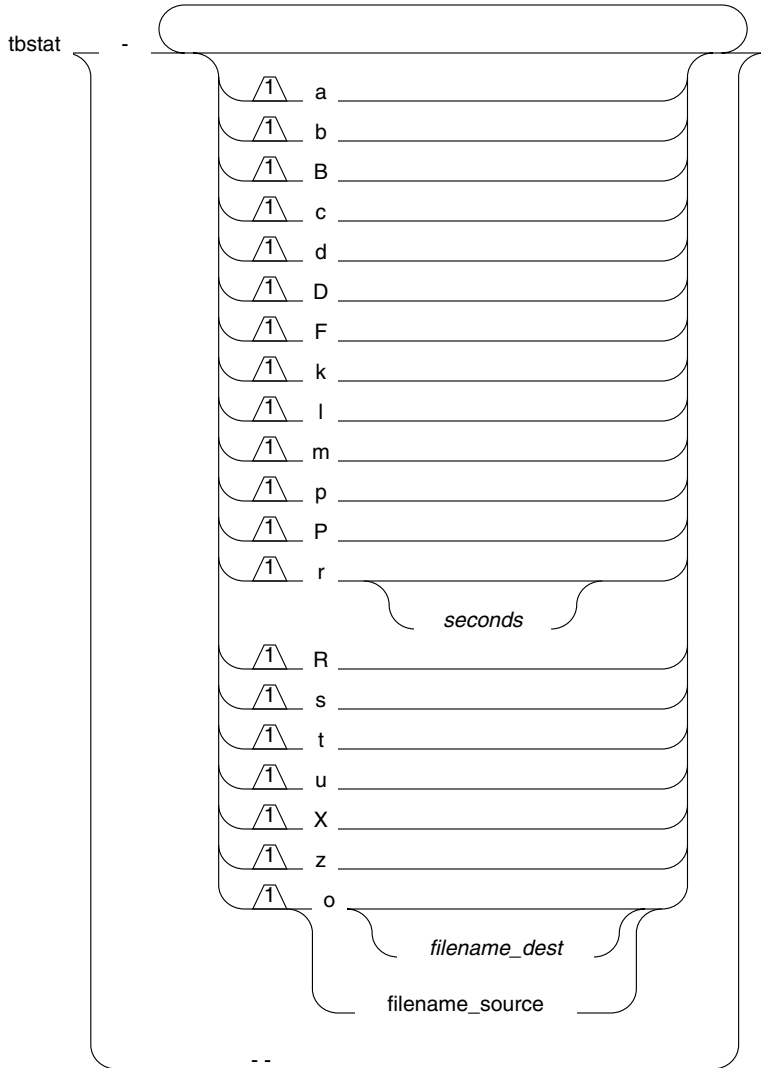 tbstat -
1 a
1 b
1 B
1 c
1 d
1 D
1 F
1 k
1 l
1 m
1 p
1 P
1 r
seconds
1 R
1 s
1 t
1 u
1 X
1 z
1 o
filename_dest
filename_source
- -